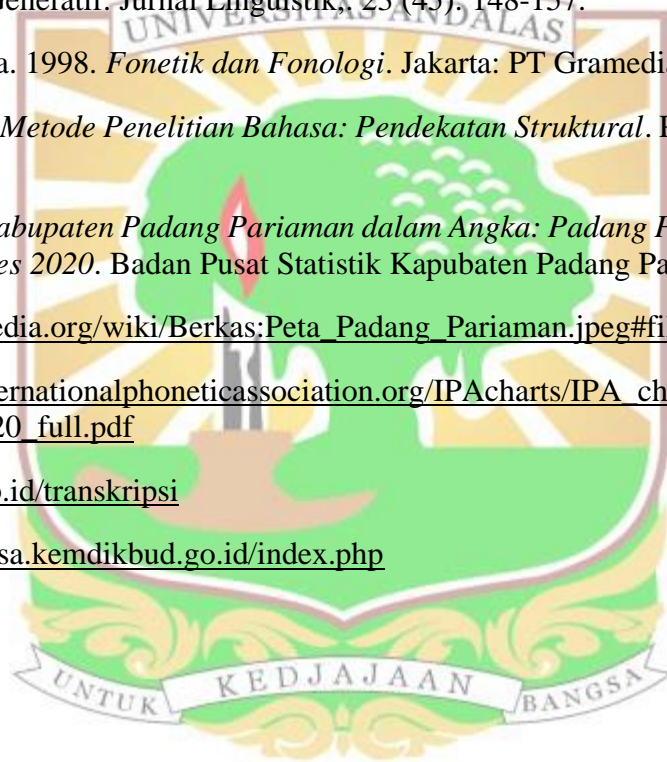 Generatif. Jurnal Linguistik,. 23 (45): 148-157.
UNIVERSITAS ANDALAS
a. 1998. Fonetik dan Fonologi. Jakarta: PT Gramedia
Metode Penelitian Bahasa: Pendekatan Struktural.
abupaten Padang Pariaman dalam Angka: Padang
es 2020. Badan Pusat Statistik Kapubaten Padang Pa
edia.org/wiki/Berkas:Peta_Padang_Pariaman.jpeg#fil
ernationalphoneticassociation.org/IPAcharts/IPA_ch
20_full.pdf
o.id/transkripsi
sa.kemdikbud.go.id/index.php
UNTUK KEDJAJAAN BANGSA